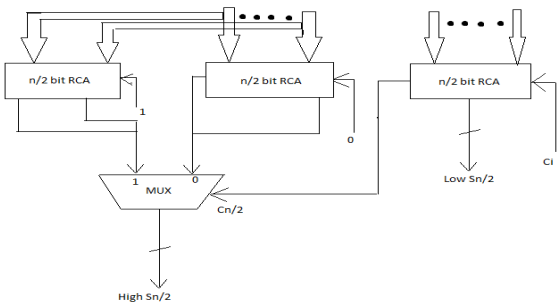 n/2 bit RCA
n/2 bit RCA
n/2 bit RCA
1
0
Ci
1
0
MUX
Cn/2
Low Sn/2
High Sn/2